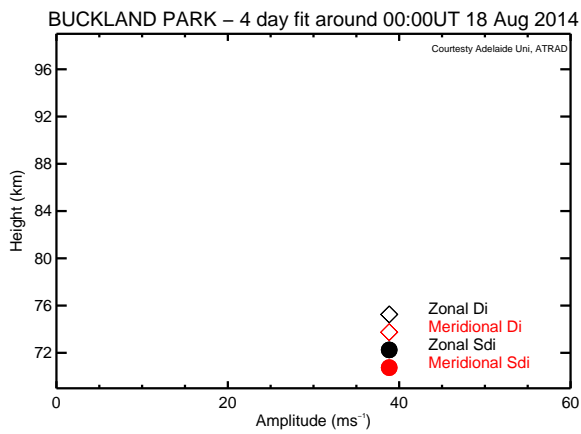 BUCKLAND PARK – 4 day fit around 00:00UT 18 Aug 2014
Courtesty Adelaide Uni, ATRAD
96
92
88
84
80
76
72
Height (km)
Zonal Di
Meridional Di
Zonal Sdi
Meridional Sdi
0 20 40 60
Amplitude (ms⁻¹)